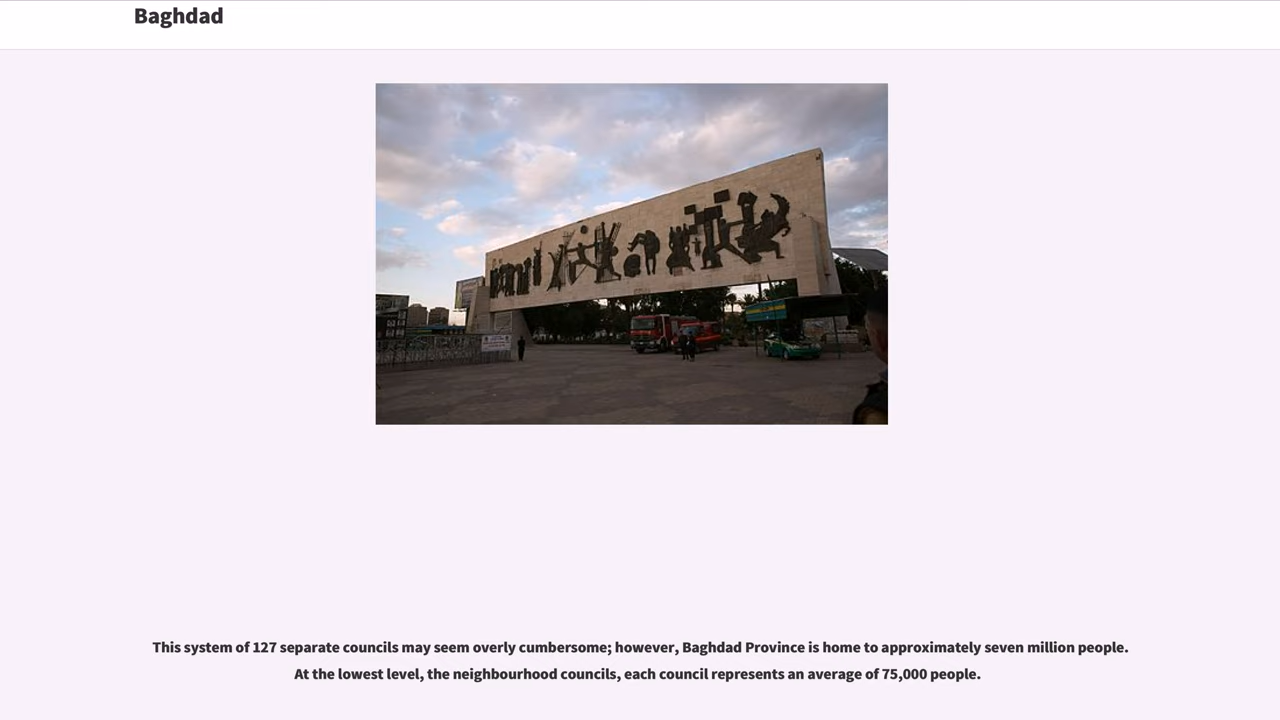 Baghdad
This system of 127 separate councils may seem overly cumbersome; however, Baghdad Province is home to approximately seven million people.
At the lowest level, the neighbourhood councils, each council represents an average of 75,000 people.